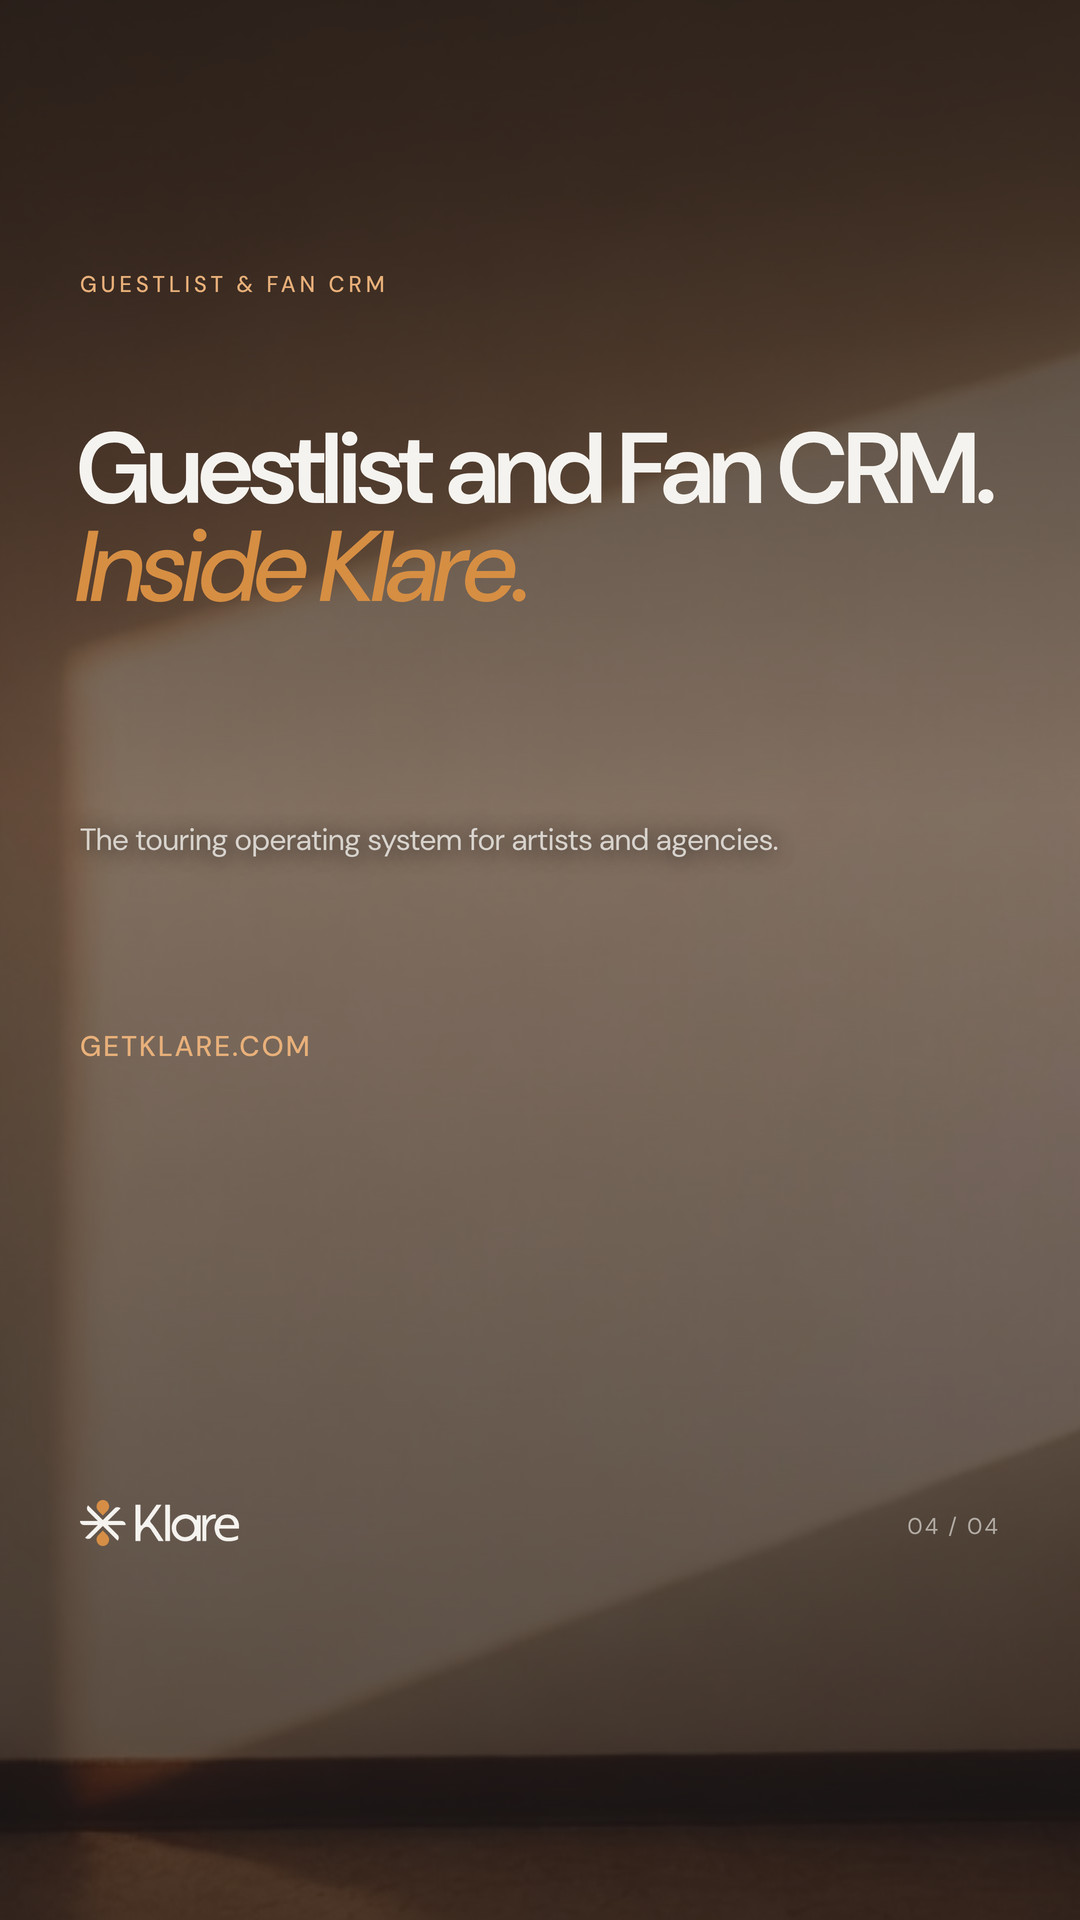 GUESTLIST & FAN CRM
Guestlist and Fan CRM.
Inside Klare.
The touring operating system for artists and agencies.
GETKLARE.COM
Klare
04 / 04